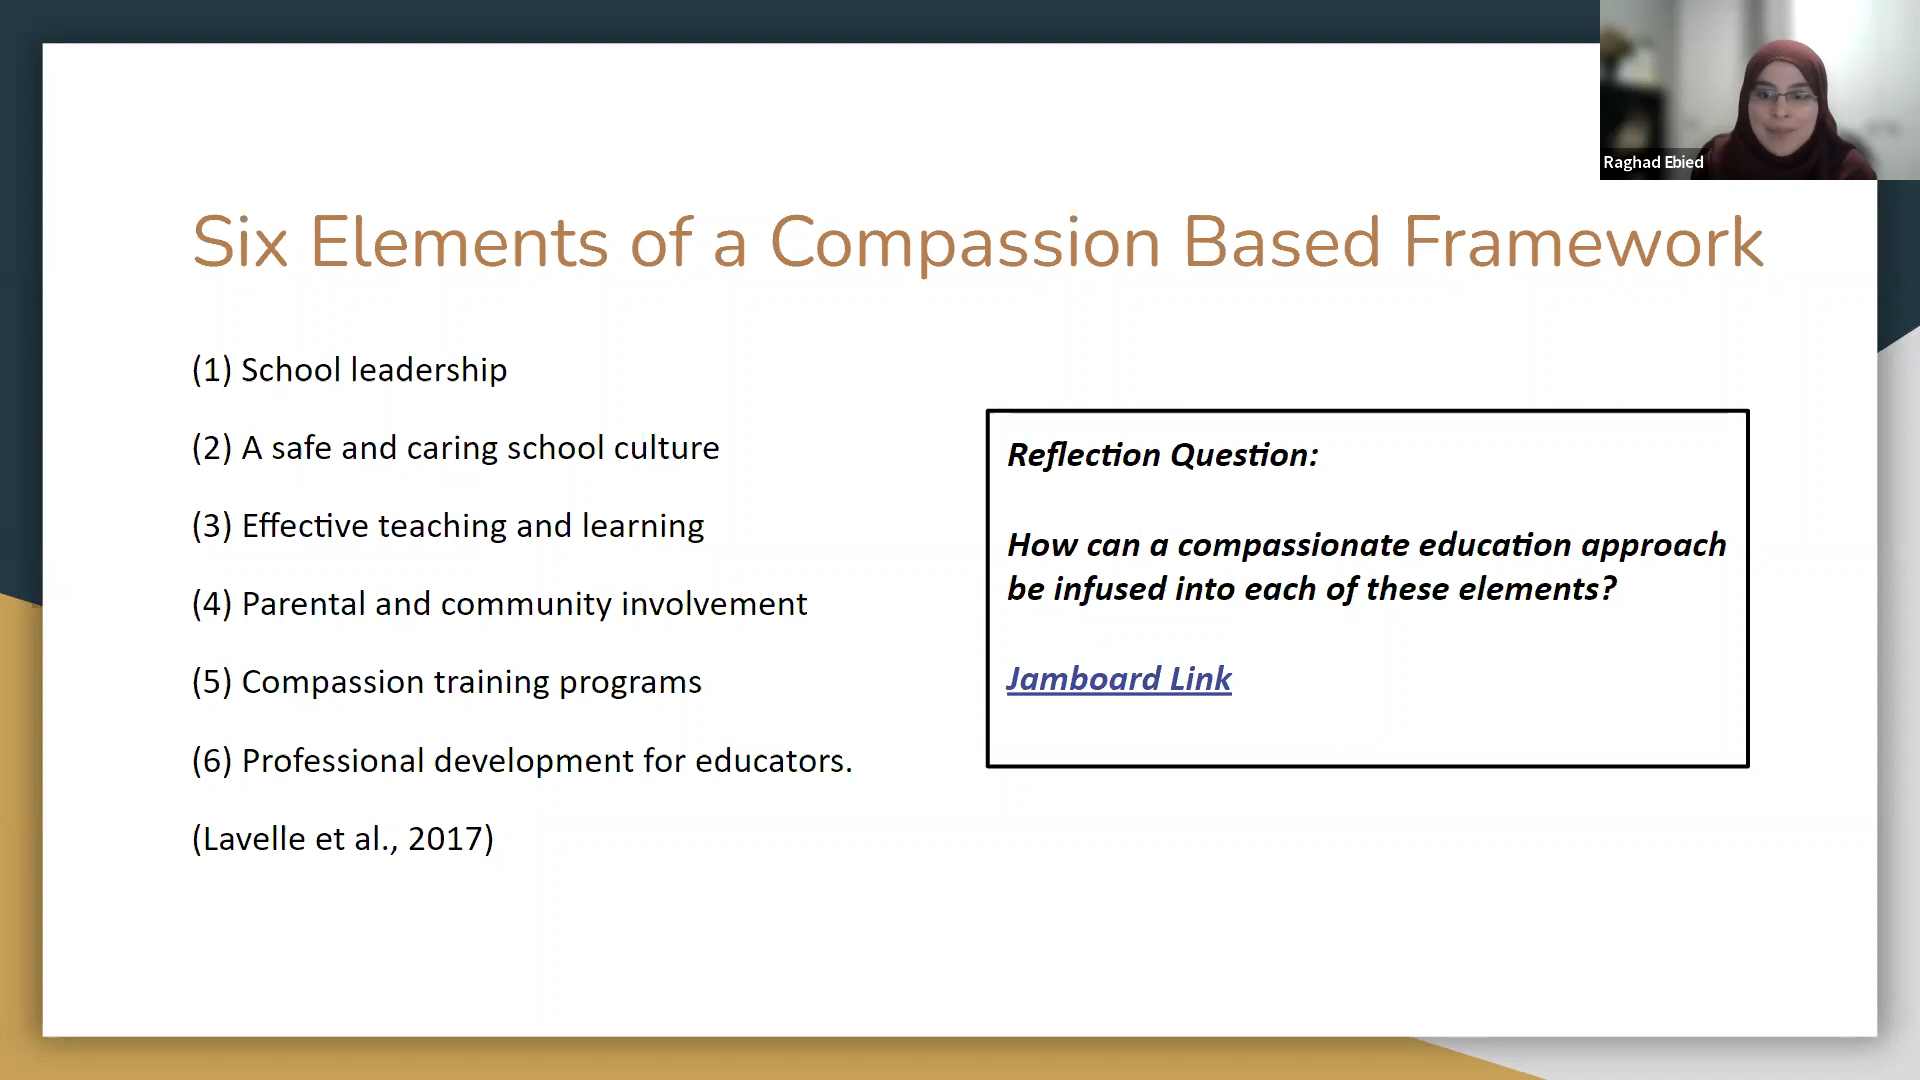 Raghad Ebied
Six Elements of a Compassion Based Framework
(1) School leadership
(2) A safe and caring school culture
(3) Effective teaching and learning
(4) Parental and community involvement
(5) Compassion training programs
(6) Professional development for educators.
(Lavelle et al., 2017)
Reflection Question:
How can a compassionate education approach
be infused into each of these elements?
Jamboard Link